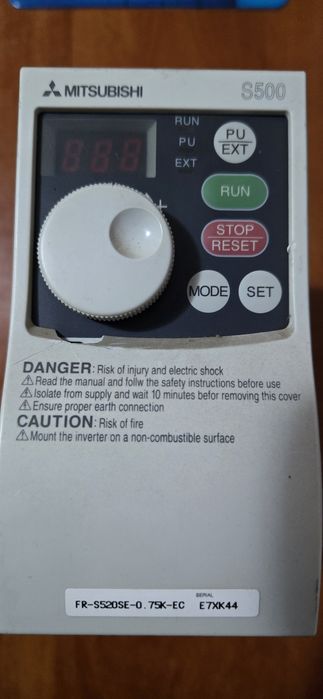 MITSUBISHI S500
RUN
PU
EXT
PU
EXT
RUN
STOP
RESET
MODE SET
+
DANGER: Risk of injury and electric shock
Read the manual and follw the safety instructions before use
Isolate from supply and wait 10 minutes befor removing this cover
Ensure proper earth connection
CAUTION: Risk of fire
Mount the inverter on a non-combustible surface
SERIAL
FR-S520SE-0.75K-EC E7XK44